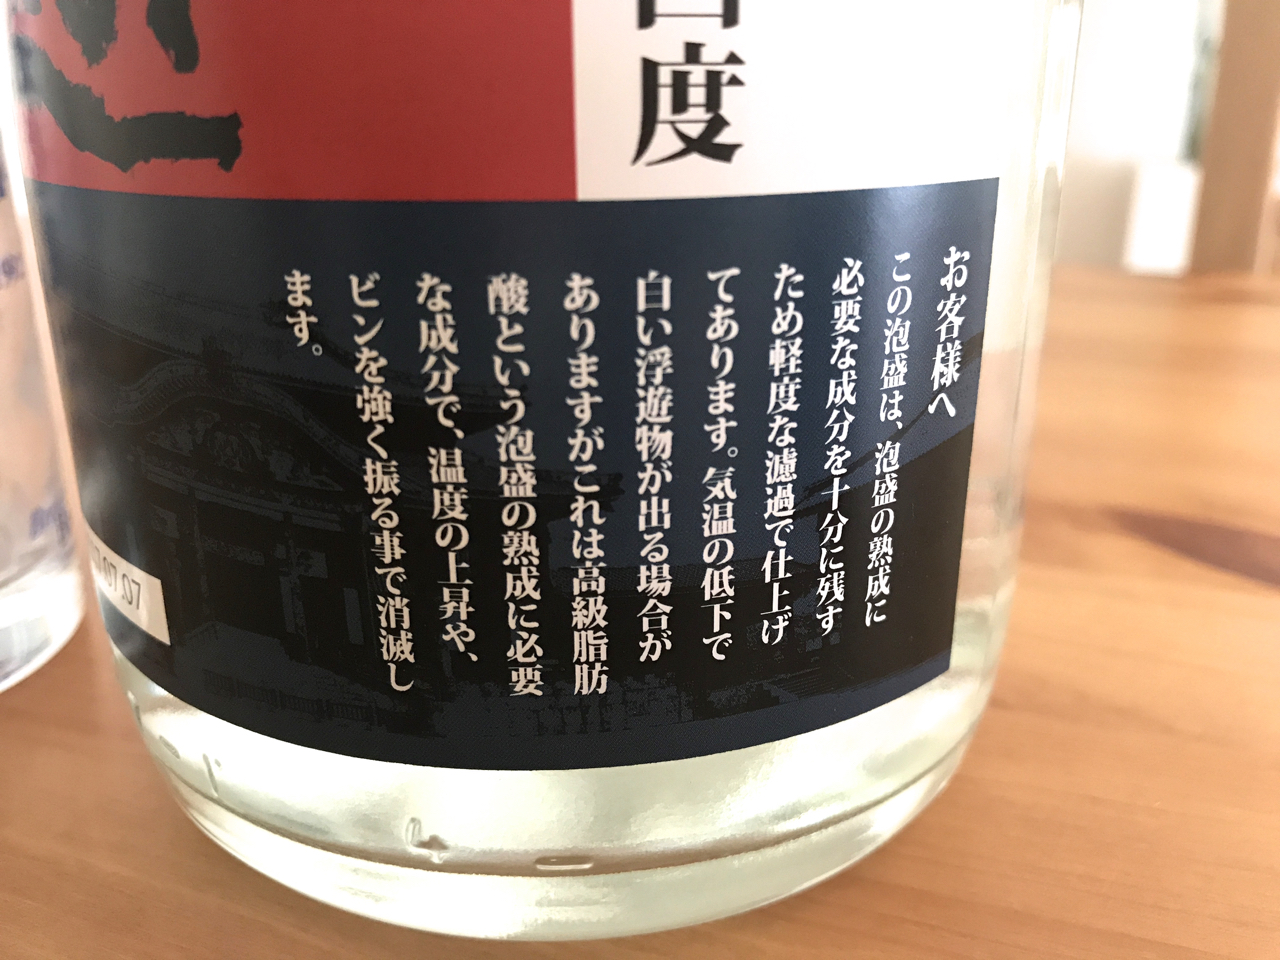 度
お客様へ
この泡盛は、泡盛の熟成に
必要な成分を十分に残す
ため軽度な濾過で仕上げ
てあります。気温の低下で
白い浮遊物が出る場合が
ありますがこれは高級脂肪
酸という泡盛の熟成に必要
な成分で、温度の上昇や、
ビンを強く振る事で消滅し
ます。
07.07
4